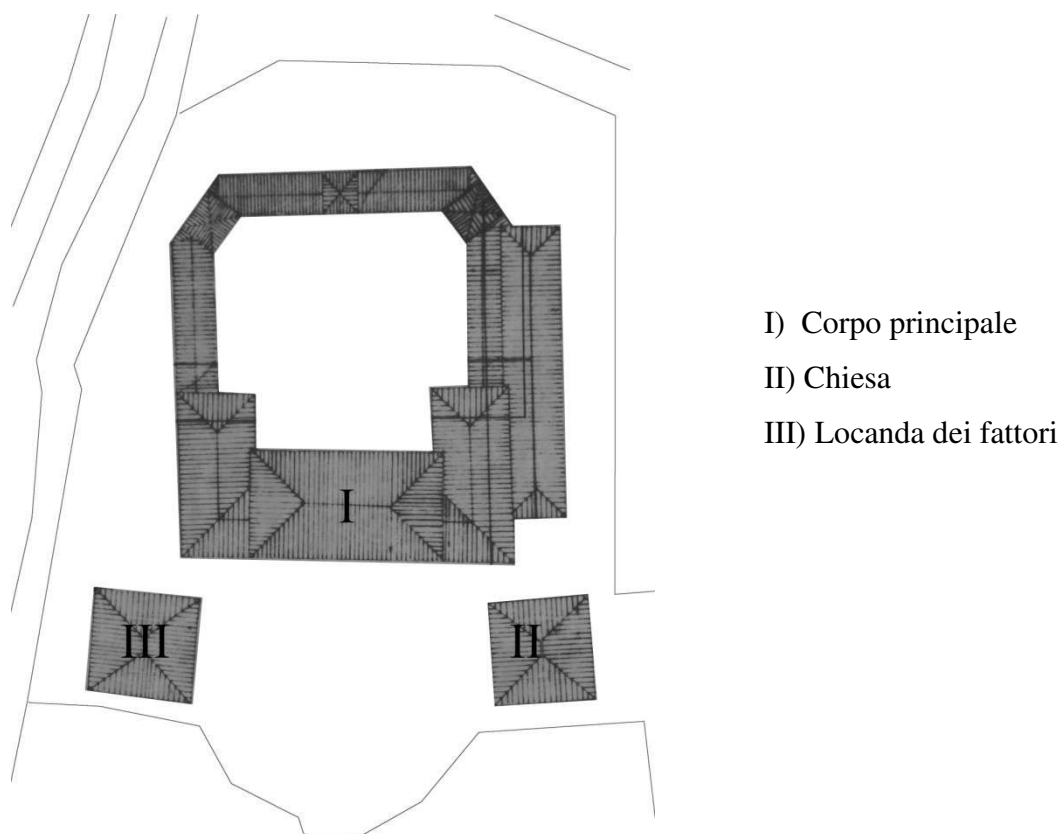 I
III
II
I) Corpo principale
II) Chiesa
III) Locanda dei fattori